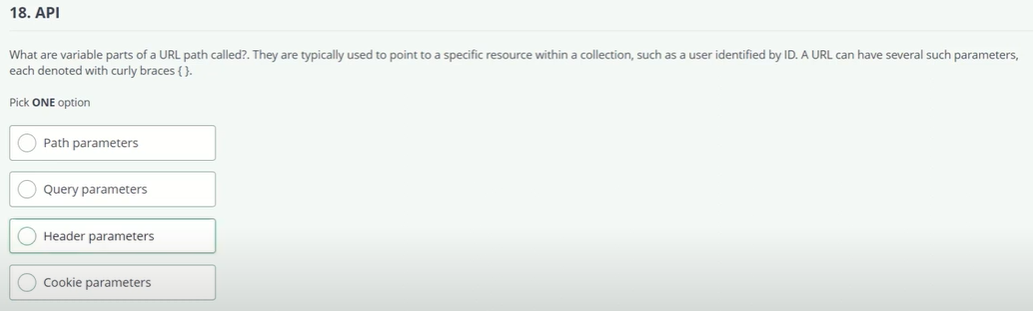 18. API
What are variable parts of a URL path called?. They are typically used to point to a specific resource within a collection, such as a user identified by ID. A URL can have several such parameters,
each denoted with curly braces { }.
Pick ONE option
Path parameters
Query parameters
Header parameters
Cookie parameters